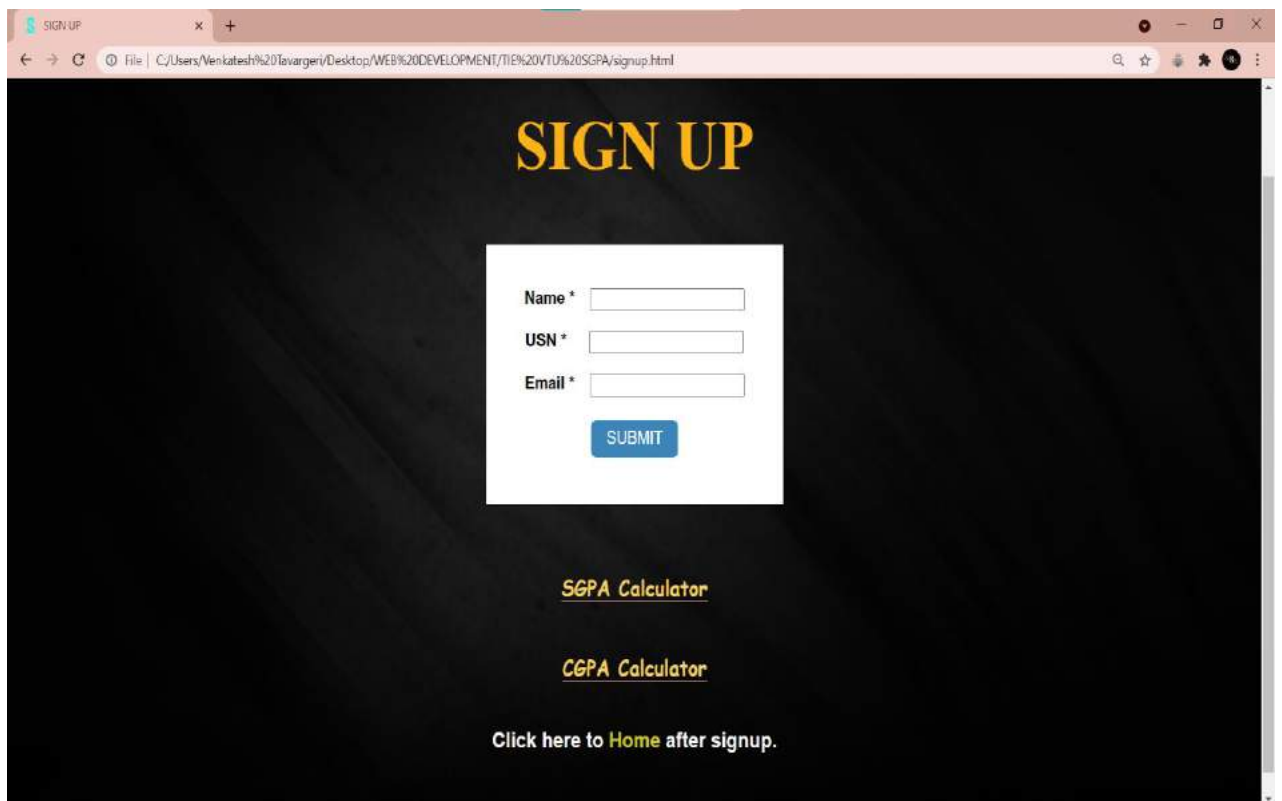 SIGN UP
File | C:/Users/Venkatesh%20Tavargeri/Desktop/WEB%20DEVELOPMENT/TIE%20VTU%20SGPA/signup.html
SIGN UP
Name *
USN *
Email *
SUBMIT
SGPA Calculator
CGPA Calculator
Click here to Home after signup.